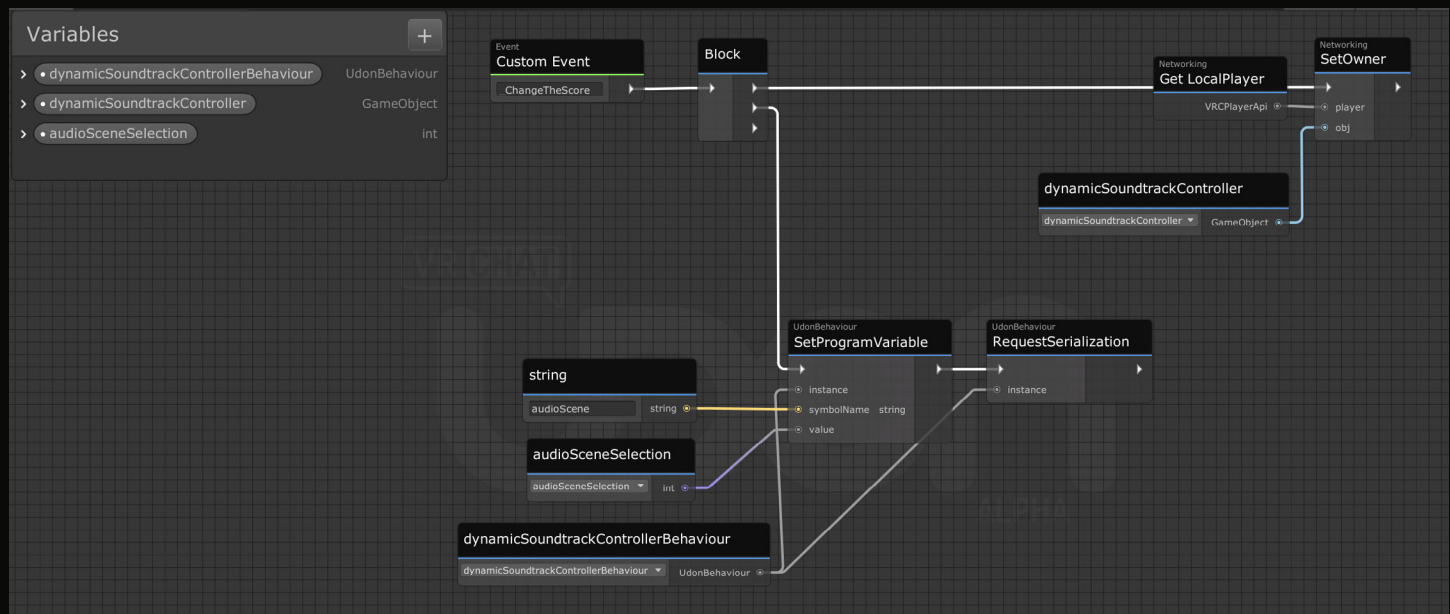 Variables
+
dynamicSoundtrackControllerBehaviour UdonBehaviour
dynamicSoundtrackController GameObject
audioSceneSelection int
Event
Custom Event
ChangeTheScore
Block
Networking
Get LocalPlayer
VRCPlayerApi
Networking
SetOwner
player
obj
dynamicSoundtrackController
dynamicSoundtrackController GameObject
VRCHAT
UdonBehaviour
SetProgramVariable
instance
symbolName string
value
UdonBehaviour
RequestSerialization
instance
string
audioScene string
audioSceneSelection
audioSceneSelection int
ALPHA
dynamicSoundtrackControllerBehaviour
dynamicSoundtrackControllerBehaviour UdonBehaviour